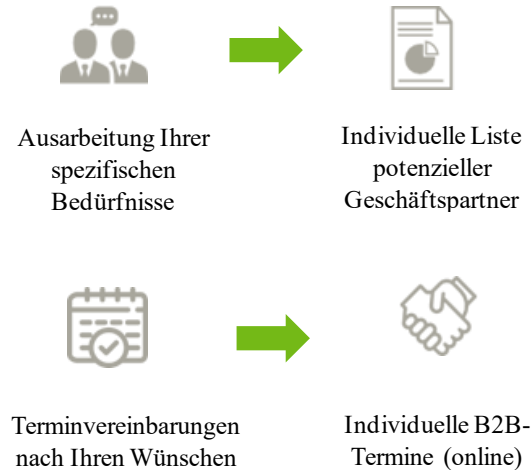 Ausarbeitung Ihrer
spezifischen
Bedürfnisse
Individuelle Liste
potenzieller
Geschäftspartner
Terminvereinbarungen
nach Ihren Wünschen
Individuelle B2B-
Termine (online)